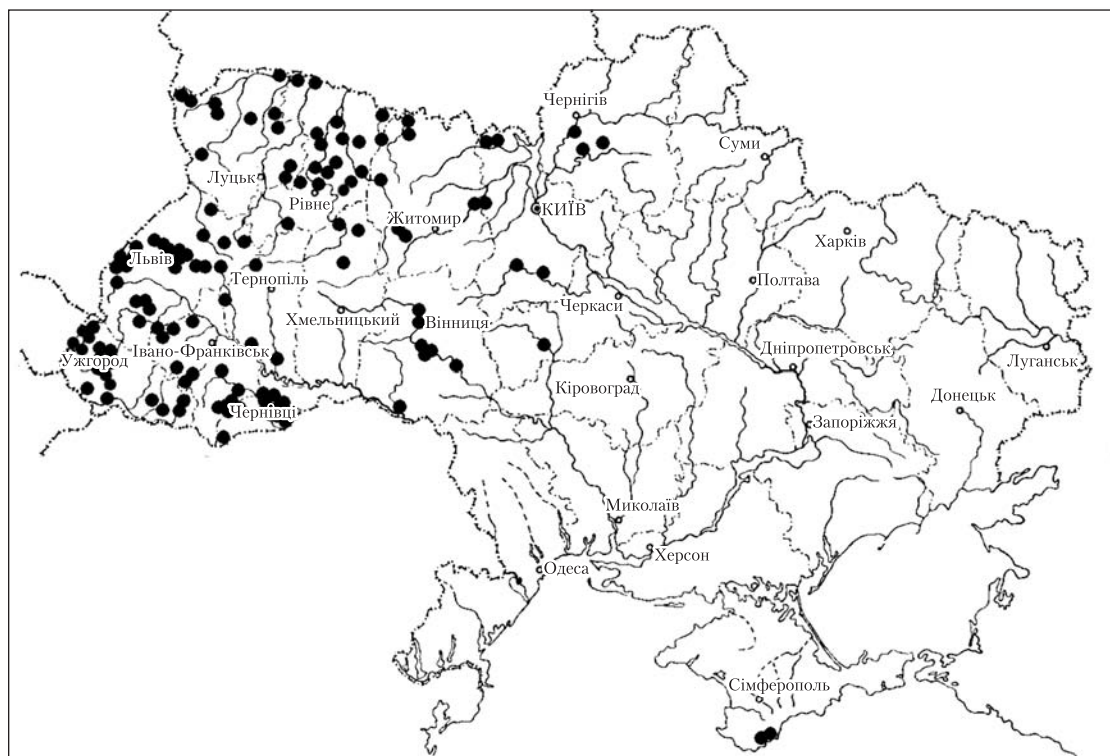 Чернігів
Суми
Луцьк
Рівне
КИЇВ
Житомир
Харків
Львів
Тернопіль
Полтава
Черкаси
Хмельницький
Вінниця
Івано-Франківськ
Ужгород
Дніпропетровськ
Луганськ
Кіровоград
Донецьк
Чернівці
Запоріжжя
Миколаїв
Херсон
Одеса
Сімферополь